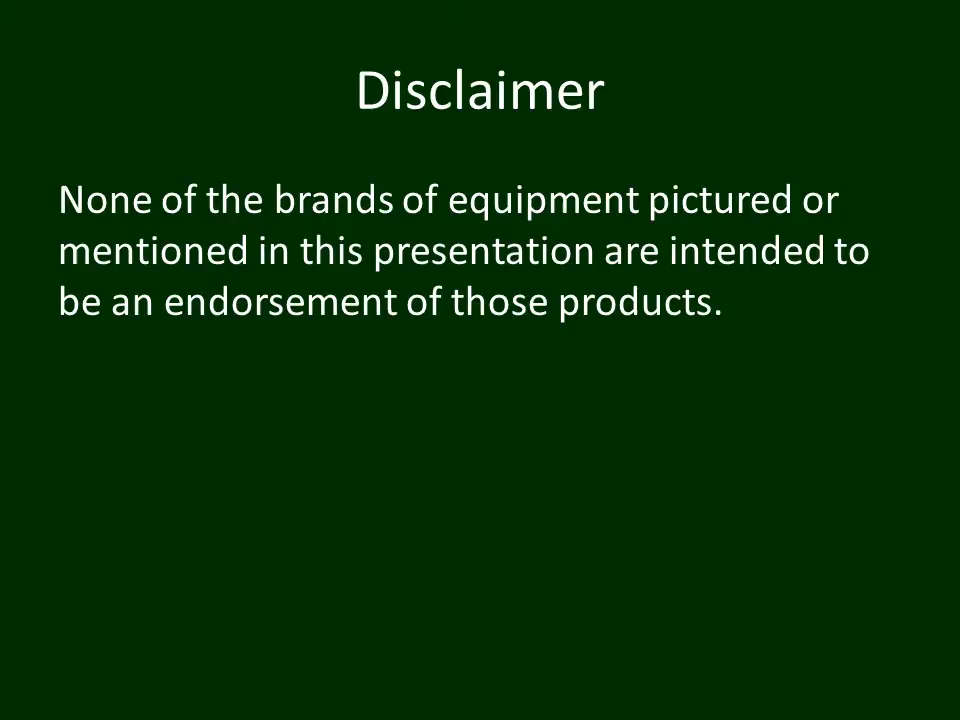 Disclaimer
None of the brands of equipment pictured or
mentioned in this presentation are intended to
be an endorsement of those products.